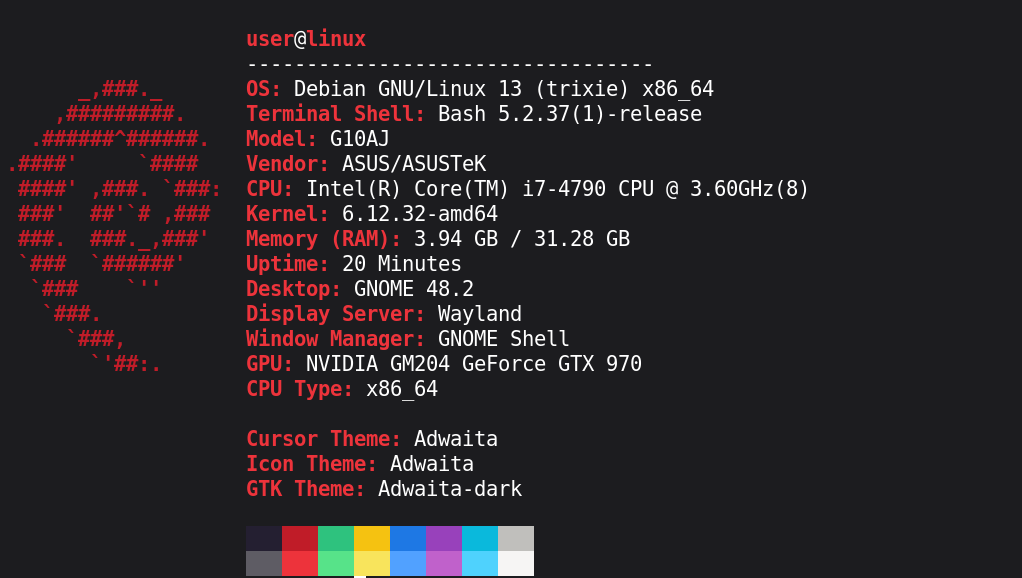 user@linux
----------------------------------
OS: Debian GNU/Linux 13 (trixie) x86_64
Terminal Shell: Bash 5.2.37(1)-release
Model: G10AJ
Vendor: ASUS/ASUSTeK
CPU: Intel(R) Core(TM) i7-4790 CPU @ 3.60GHz(8)
Kernel: 6.12.32-amd64
Memory (RAM): 3.94 GB / 31.28 GB
Uptime: 20 Minutes
Desktop: GNOME 48.2
Display Server: Wayland
Window Manager: GNOME Shell
GPU: NVIDIA GM204 GeForce GTX 970
CPU Type: x86_64
Cursor Theme: Adwaita
Icon Theme: Adwaita
GTK Theme: Adwaita-dark